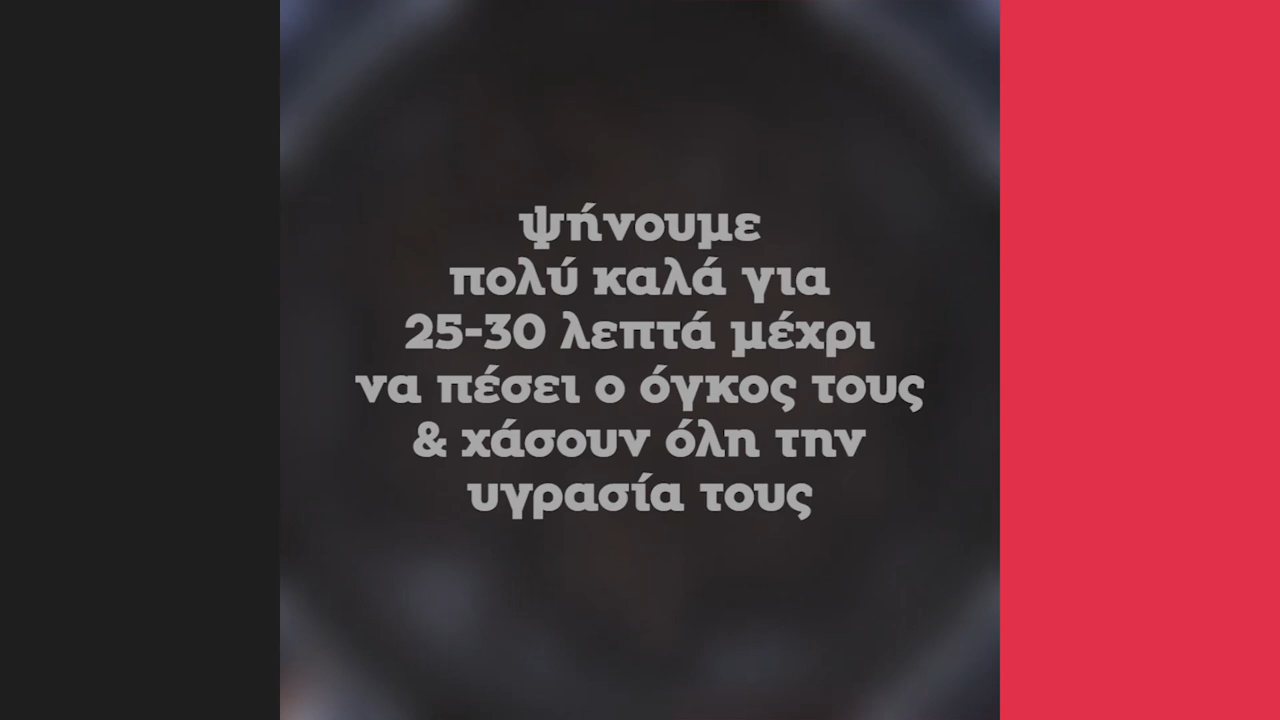 ψήνουμε
πολύ καλά για
25-30 λεπτά μέχρι
να πέσει ο όγκος τους
& χάσουν όλη την
υγρασία τους